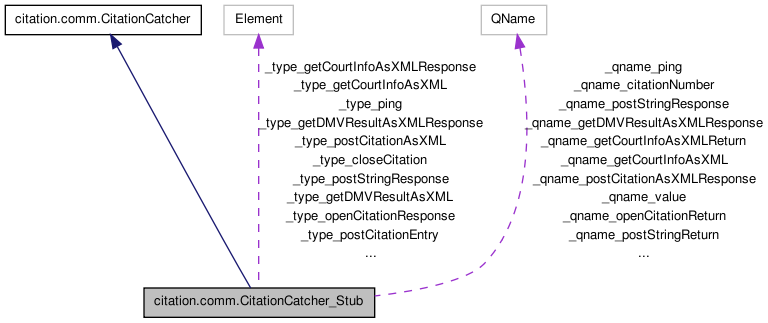 citation.comm.CitationCatcher
Element
QName
_type_getCourtInfoAsXMLResponse
_type_getCourtInfoAsXML
_type_ping
_type_getDMVResultAsXMLResponse
_type_postCitationAsXML
_type_closeCitation
_type_postStringResponse
_type_getDMVResultAsXML
_type_openCitationResponse
_type_postCitationEntry
...
_qname_ping
_qname_citationNumber
_qname_postStringResponse
_qname_getDMVResultAsXMLResponse
_qname_getCourtInfoAsXMLReturn
_qname_getCourtInfoAsXML
_qname_postCitationAsXMLResponse
_qname_value
_qname_openCitationReturn
_qname_postStringReturn
...
citation.comm.CitationCatcher_Stub